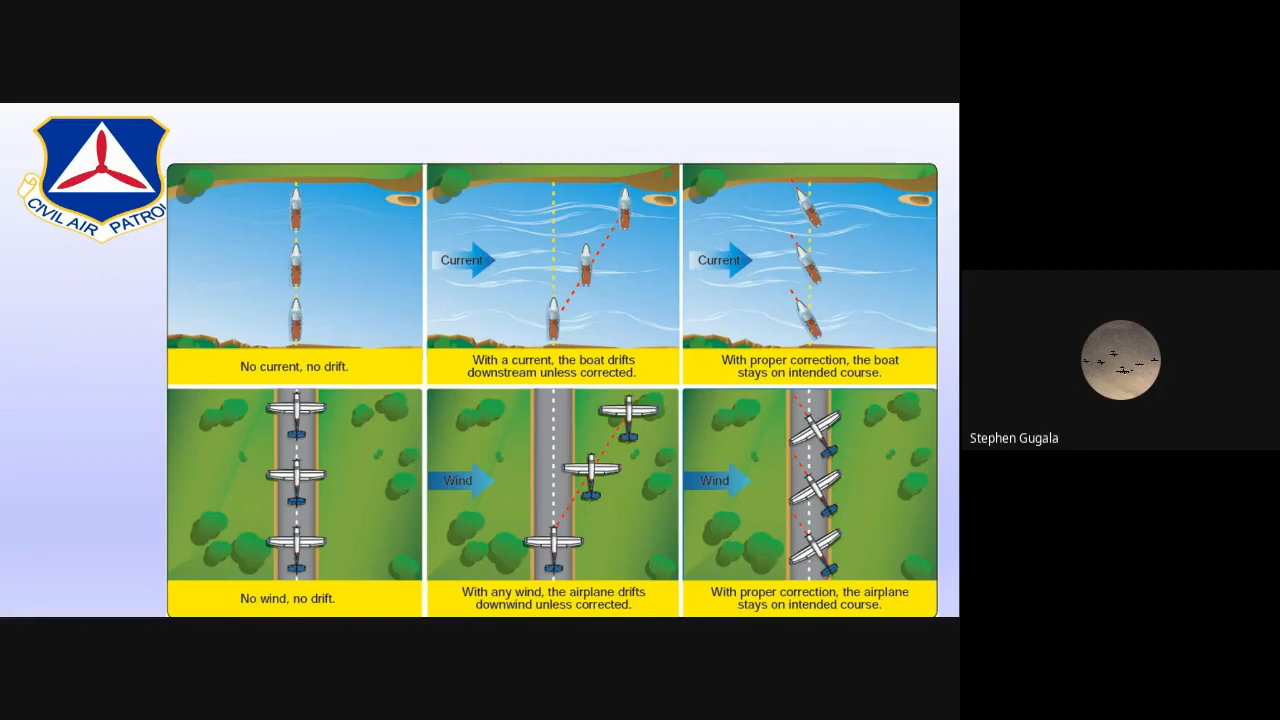 CIVIL AIR PATROL
Current
Current
No current, no drift.
With a current, the boat drifts
downstream unless corrected.
With proper correction, the boat
stays on intended course.
Wind
Wind
No wind, no drift.
With any wind, the airplane drifts
downwind unless corrected.
With proper correction, the airplane
stays on intended course.
Stephen Gugala